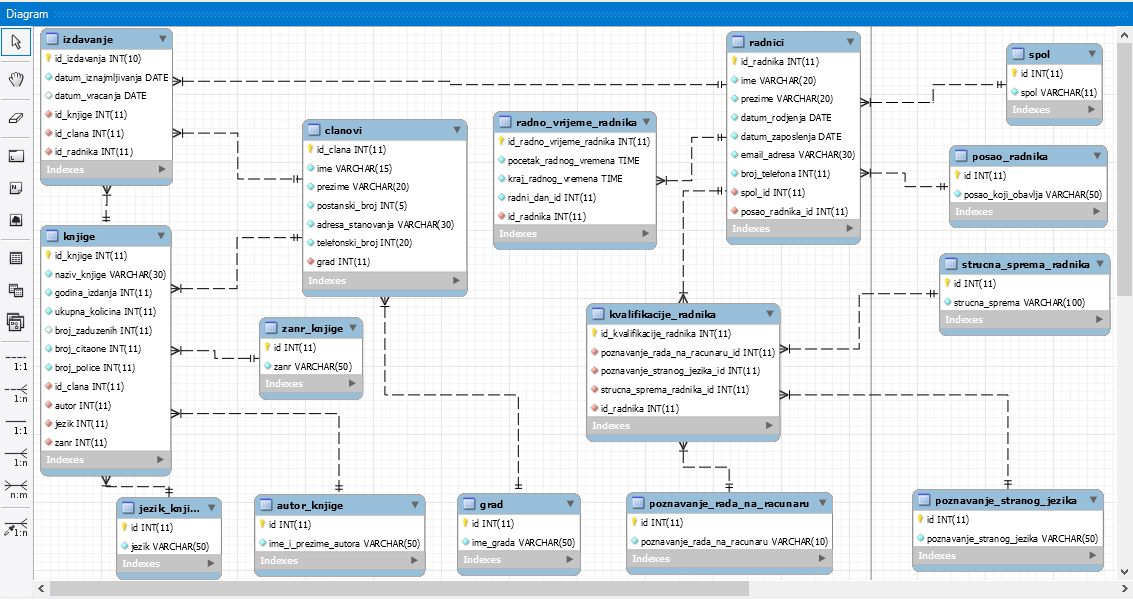 Diagram
izdavanje
id_izdavanja INT(10)
datum_iznajmljivanja DATE
datum_vracanja DATE
id_knjige INT(11)
id_clana INT(11)
id_radnika INT(11)
Indexes
knjige
id_knjige INT(11)
naziv_knjige VARCHAR(30)
godina_izdanja INT(11)
ukupna_kolicina INT(11)
broj_zaduzenih INT(11)
broj_citaone INT(11)
broj_police INT(11)
id_clana INT(11)
autor INT(11)
jezik INT(11)
zanr INT(11)
Indexes
clanovi
id_clana INT(11)
ime VARCHAR(15)
prezime VARCHAR(20)
postanski_broj INT(5)
adresa_stanovanja VARCHAR(30)
telefonski_broj INT(20)
grad INT(11)
Indexes
zanr_knjige
id INT(11)
zanr VARCHAR(50)
Indexes
radno_vrijeme_radnika
id_radno_vrijeme_radnika INT(11)
pocetak_radnog_vremena TIME
kraj_radnog_vremena TIME
radni_dan_id INT(11)
id_radnika INT(11)
Indexes
radnici
id_radnika INT(11)
ime VARCHAR(20)
prezime VARCHAR(20)
datum_rodjenja DATE
datum_zaposlenja DATE
email_adresa VARCHAR(30)
broj_telefona INT(11)
spol_id INT(11)
posao_radnika_id INT(11)
Indexes
spol
id INT(11)
spol VARCHAR(11)
Indexes
posao_radnika
id INT(11)
posao_koji_obavlja VARCHAR(50)
Indexes
strucna_sprema_radnika
id INT(11)
strucna_sprema VARCHAR(100)
Indexes
kvalifikacije_radnika
id_kvalifikacije_radnika INT(11)
poznavanje_rada_na_racunaru_id INT(11)
poznavanje_stranog_jezika_id INT(11)
strucna_sprema_radnika_id INT(11)
id_radnika INT(11)
Indexes
jezik_knji...
id INT(11)
jezik VARCHAR(50)
Indexes
autor_knjige
id INT(11)
ime_i_prezime_autora VARCHAR(50)
Indexes
grad
id INT(11)
ime_grada VARCHAR(50)
Indexes
poznavanje_rada_na_racunaru
id INT(11)
poznavanje_rada_na_racunaru VARCHAR(10)
Indexes
poznavanje_stranog_jezika
id INT(11)
poznavanje_stranog_jezika VARCHAR(50)
Indexes
1:1
1:n
1:1
1:n
n:m
1:n